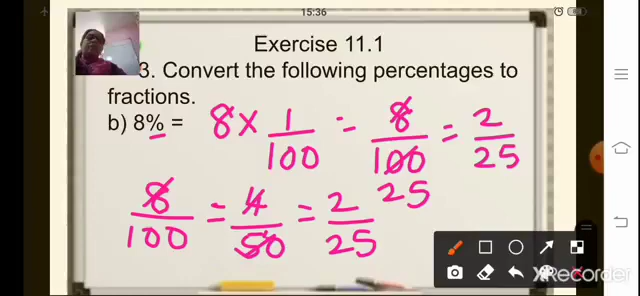 15:36
Exercise 11.1
3. Convert the following percentages to
fractions.
b) 8% = 8 × 1/100 = 8/100 = 2/25
25
8/100 = 4/50 = 2/25
XRecorder